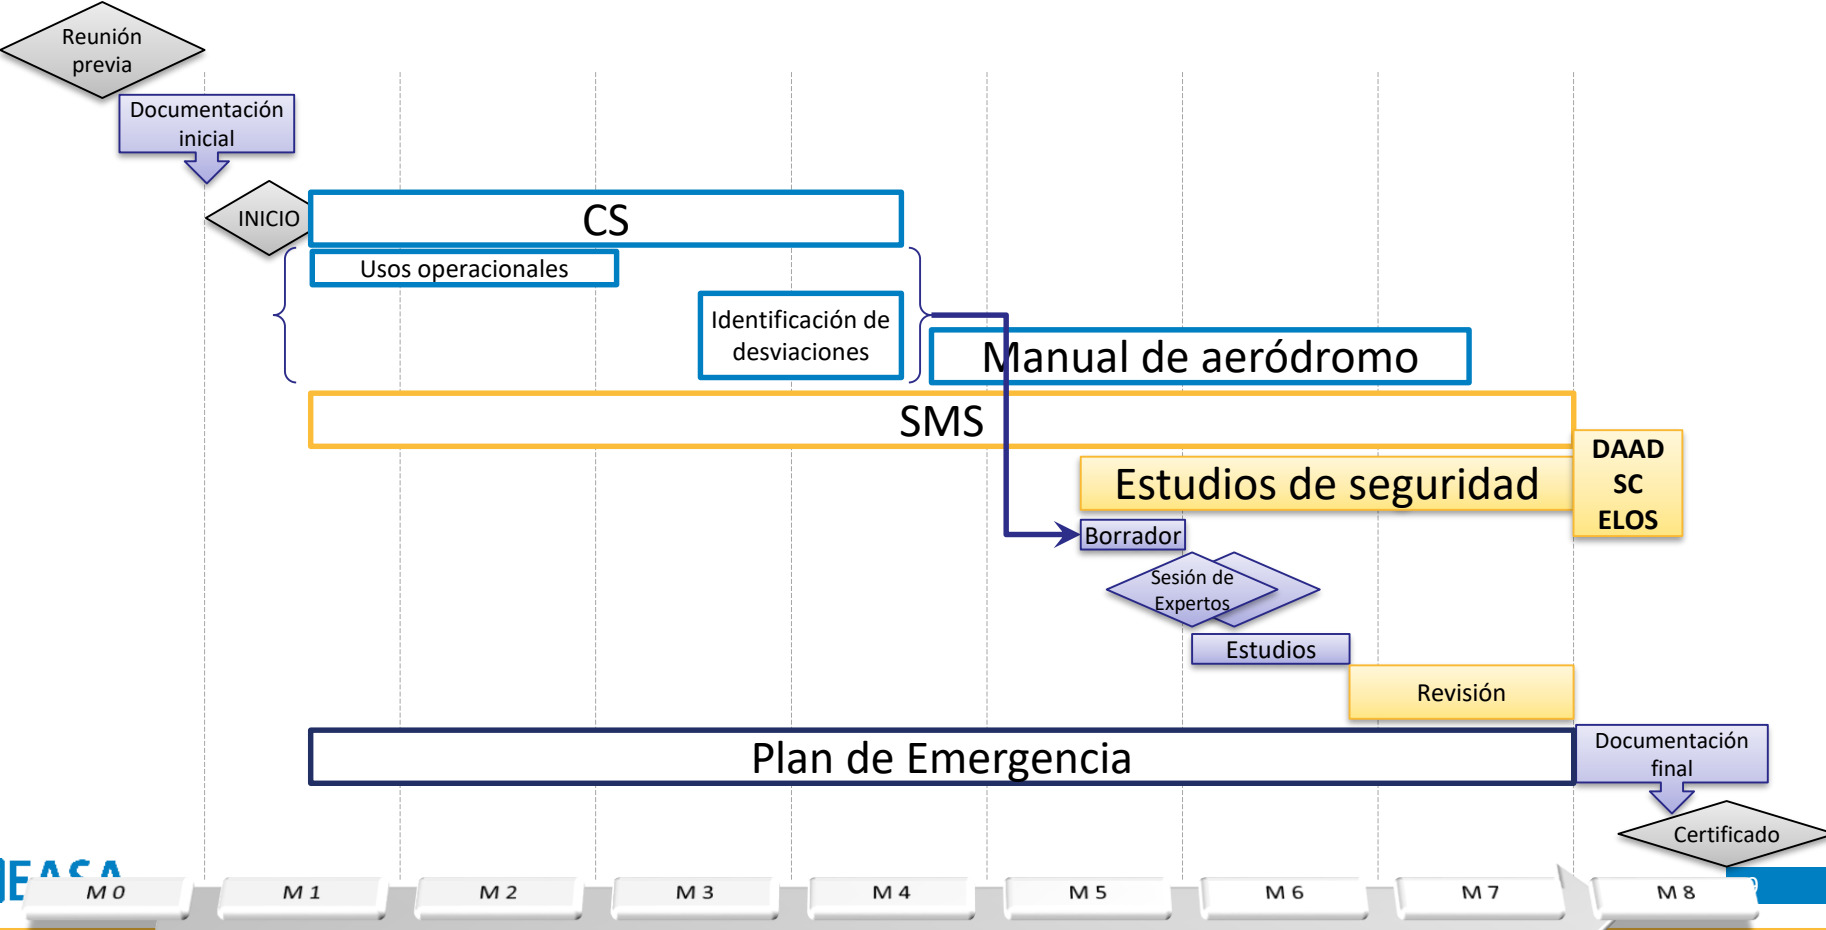 Reunión
previa
Documentación
inicial
INICIO
CS
Usos operacionales
Identificación de
desviaciones
Manual de aeródromo
SMS
DAAD
SC
ELOS
Estudios de seguridad
Borrador
Sesión de
Expertos
Estudios
Revisión
Plan de Emergencia
Documentación
final
Certificado
EASA
M 0
M 1
M 2
M 3
M 4
M 5
M 6
M 7
M 8